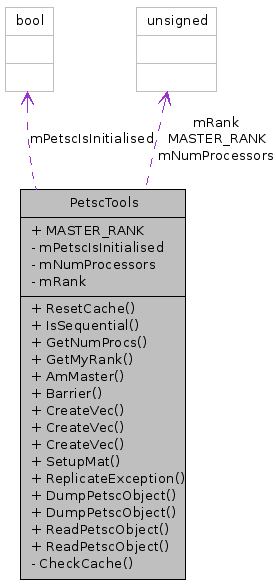 bool
unsigned
mPetscIsInitialised
mRank
MASTER_RANK
mNumProcessors
PetscTools
+ MASTER_RANK
- mPetscIsInitialised
- mNumProcessors
- mRank
+ ResetCache()
+ IsSequential()
+ GetNumProcs()
+ GetMyRank()
+ AmMaster()
+ Barrier()
+ CreateVec()
+ CreateVec()
+ CreateVec()
+ SetupMat()
+ ReplicateException()
+ DumpPetscObject()
+ DumpPetscObject()
+ ReadPetscObject()
+ ReadPetscObject()
- CheckCache()